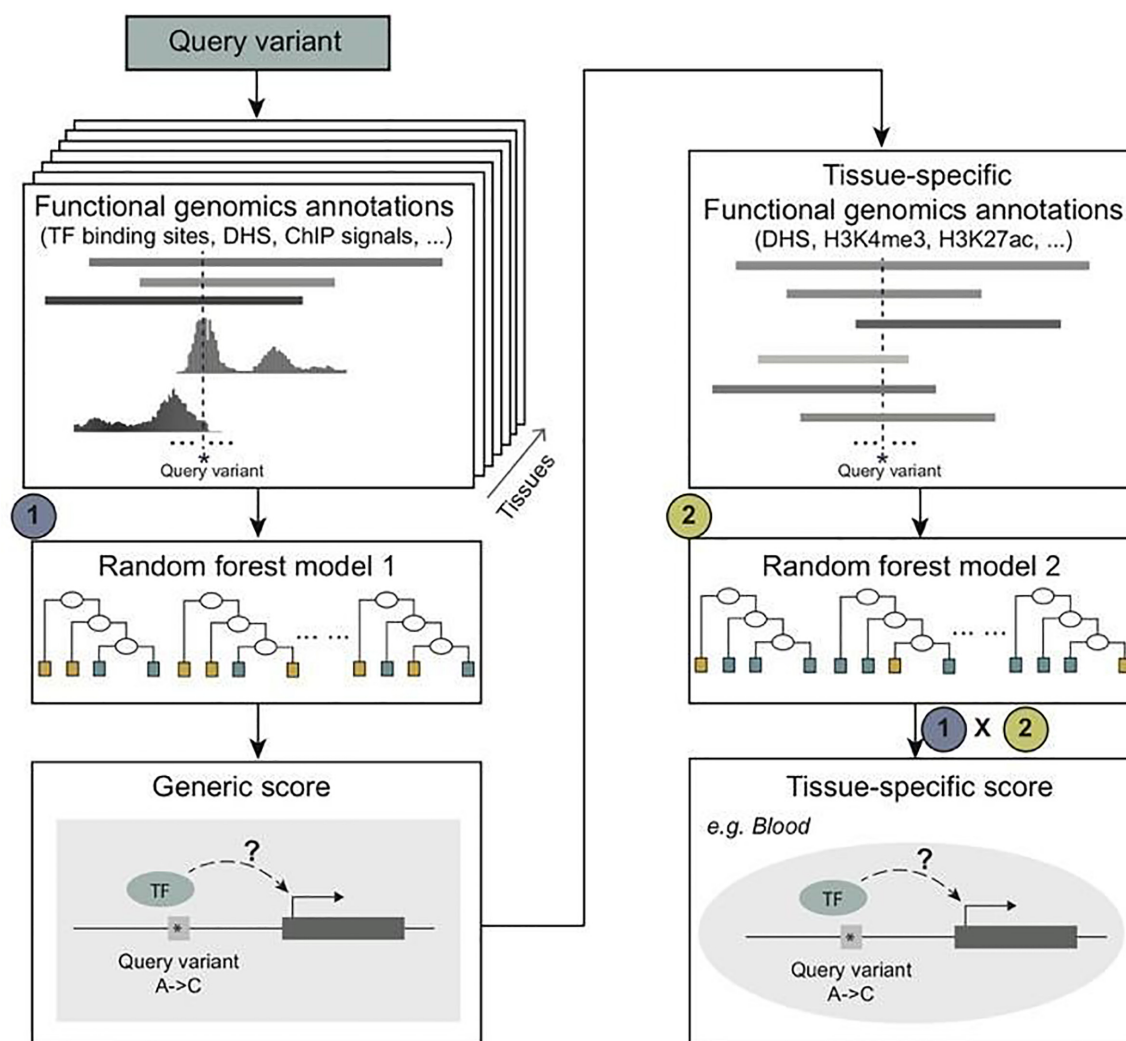 Query variant
Functional genomics annotations
(TF binding sites, DHS, ChIP signals, ...)
... ...
*
Query variant
Tissues
1
Random forest model 1
... ...
Generic score
?
TF
*
Query variant
A->C
Tissue-specific
Functional genomics annotations
(DHS, H3K4me3, H3K27ac, ...)
... ...
*
Query variant
2
Random forest model 2
... ...
1 X 2
Tissue-specific score
e.g. Blood
?
TF
*
Query variant
A->C